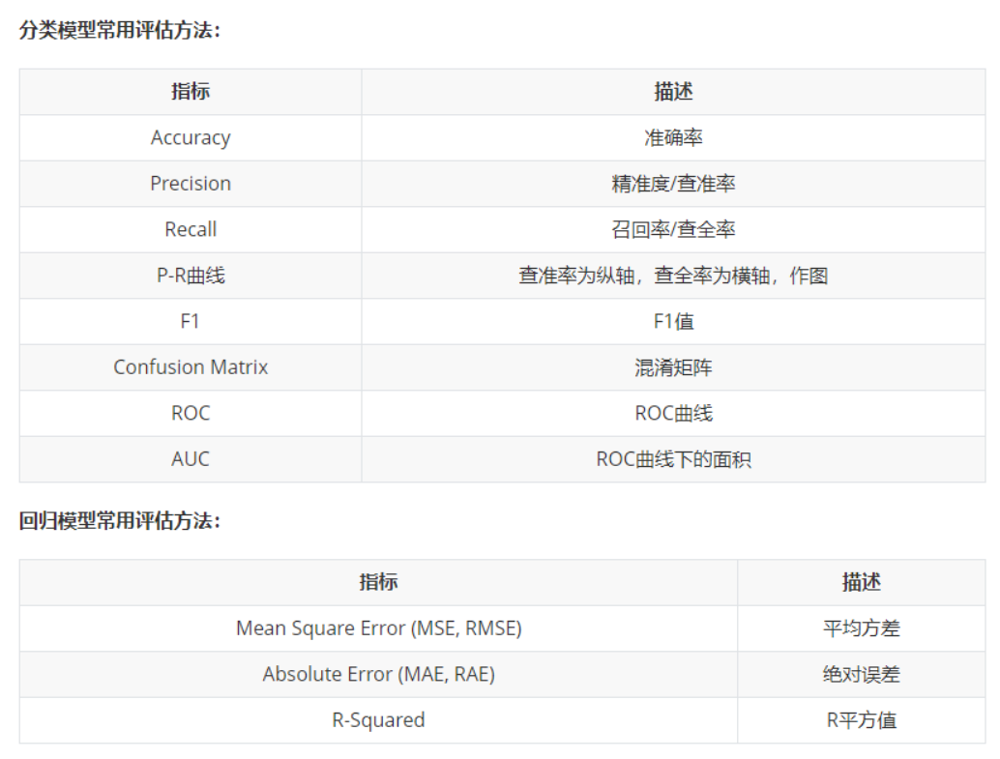 分类模型常用评估方法：
指标 描述
Accuracy 准确率
Precision 精准度/查准率
Recall 召回率/查全率
P-R曲线 查准率为纵轴，查全率为横轴，作图
F1 F1值
Confusion Matrix 混淆矩阵
ROC ROC曲线
AUC ROC曲线下的面积
回归模型常用评估方法：
指标 描述
Mean Square Error (MSE, RMSE) 平均方差
Absolute Error (MAE, RAE) 绝对误差
R-Squared R平方值